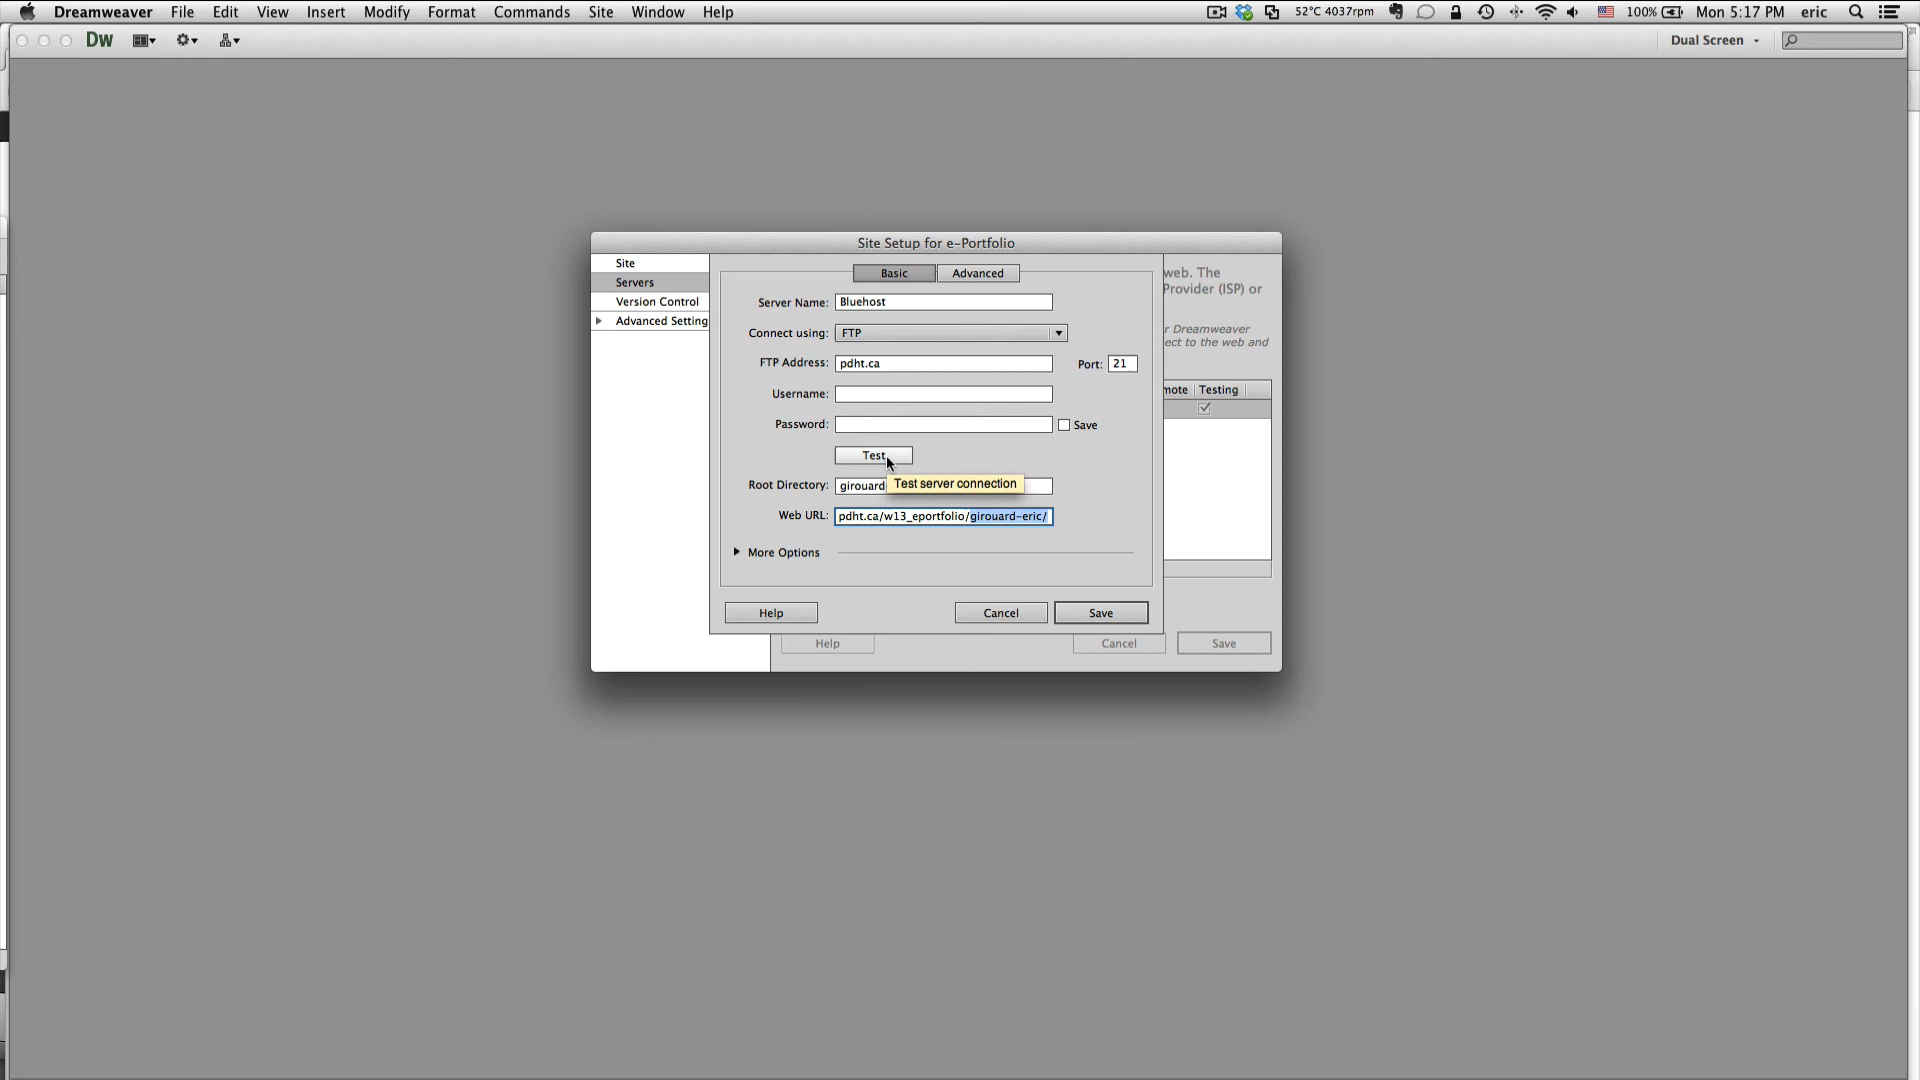 Dreamweaver File Edit View Insert Modify Format Commands Site Window Help 52°C 4037rpm 100% Mon 5:17 PM eric
Dw Dual Screen
Site Setup for e-Portfolio
Site
Servers
Version Control
Advanced Setting
Basic Advanced
web. The
Provider (ISP) or
r Dreamweaver
ect to the web and
mote Testing
Server Name: Bluehost
Connect using: FTP
FTP Address: pdht.ca Port: 21
Username:
Password: Save
Test
Test server connection
Root Directory: girouard
Web URL: pdht.ca/w13_eportfolio/girouard-eric/
More Options
Help Cancel Save
Help Cancel Save